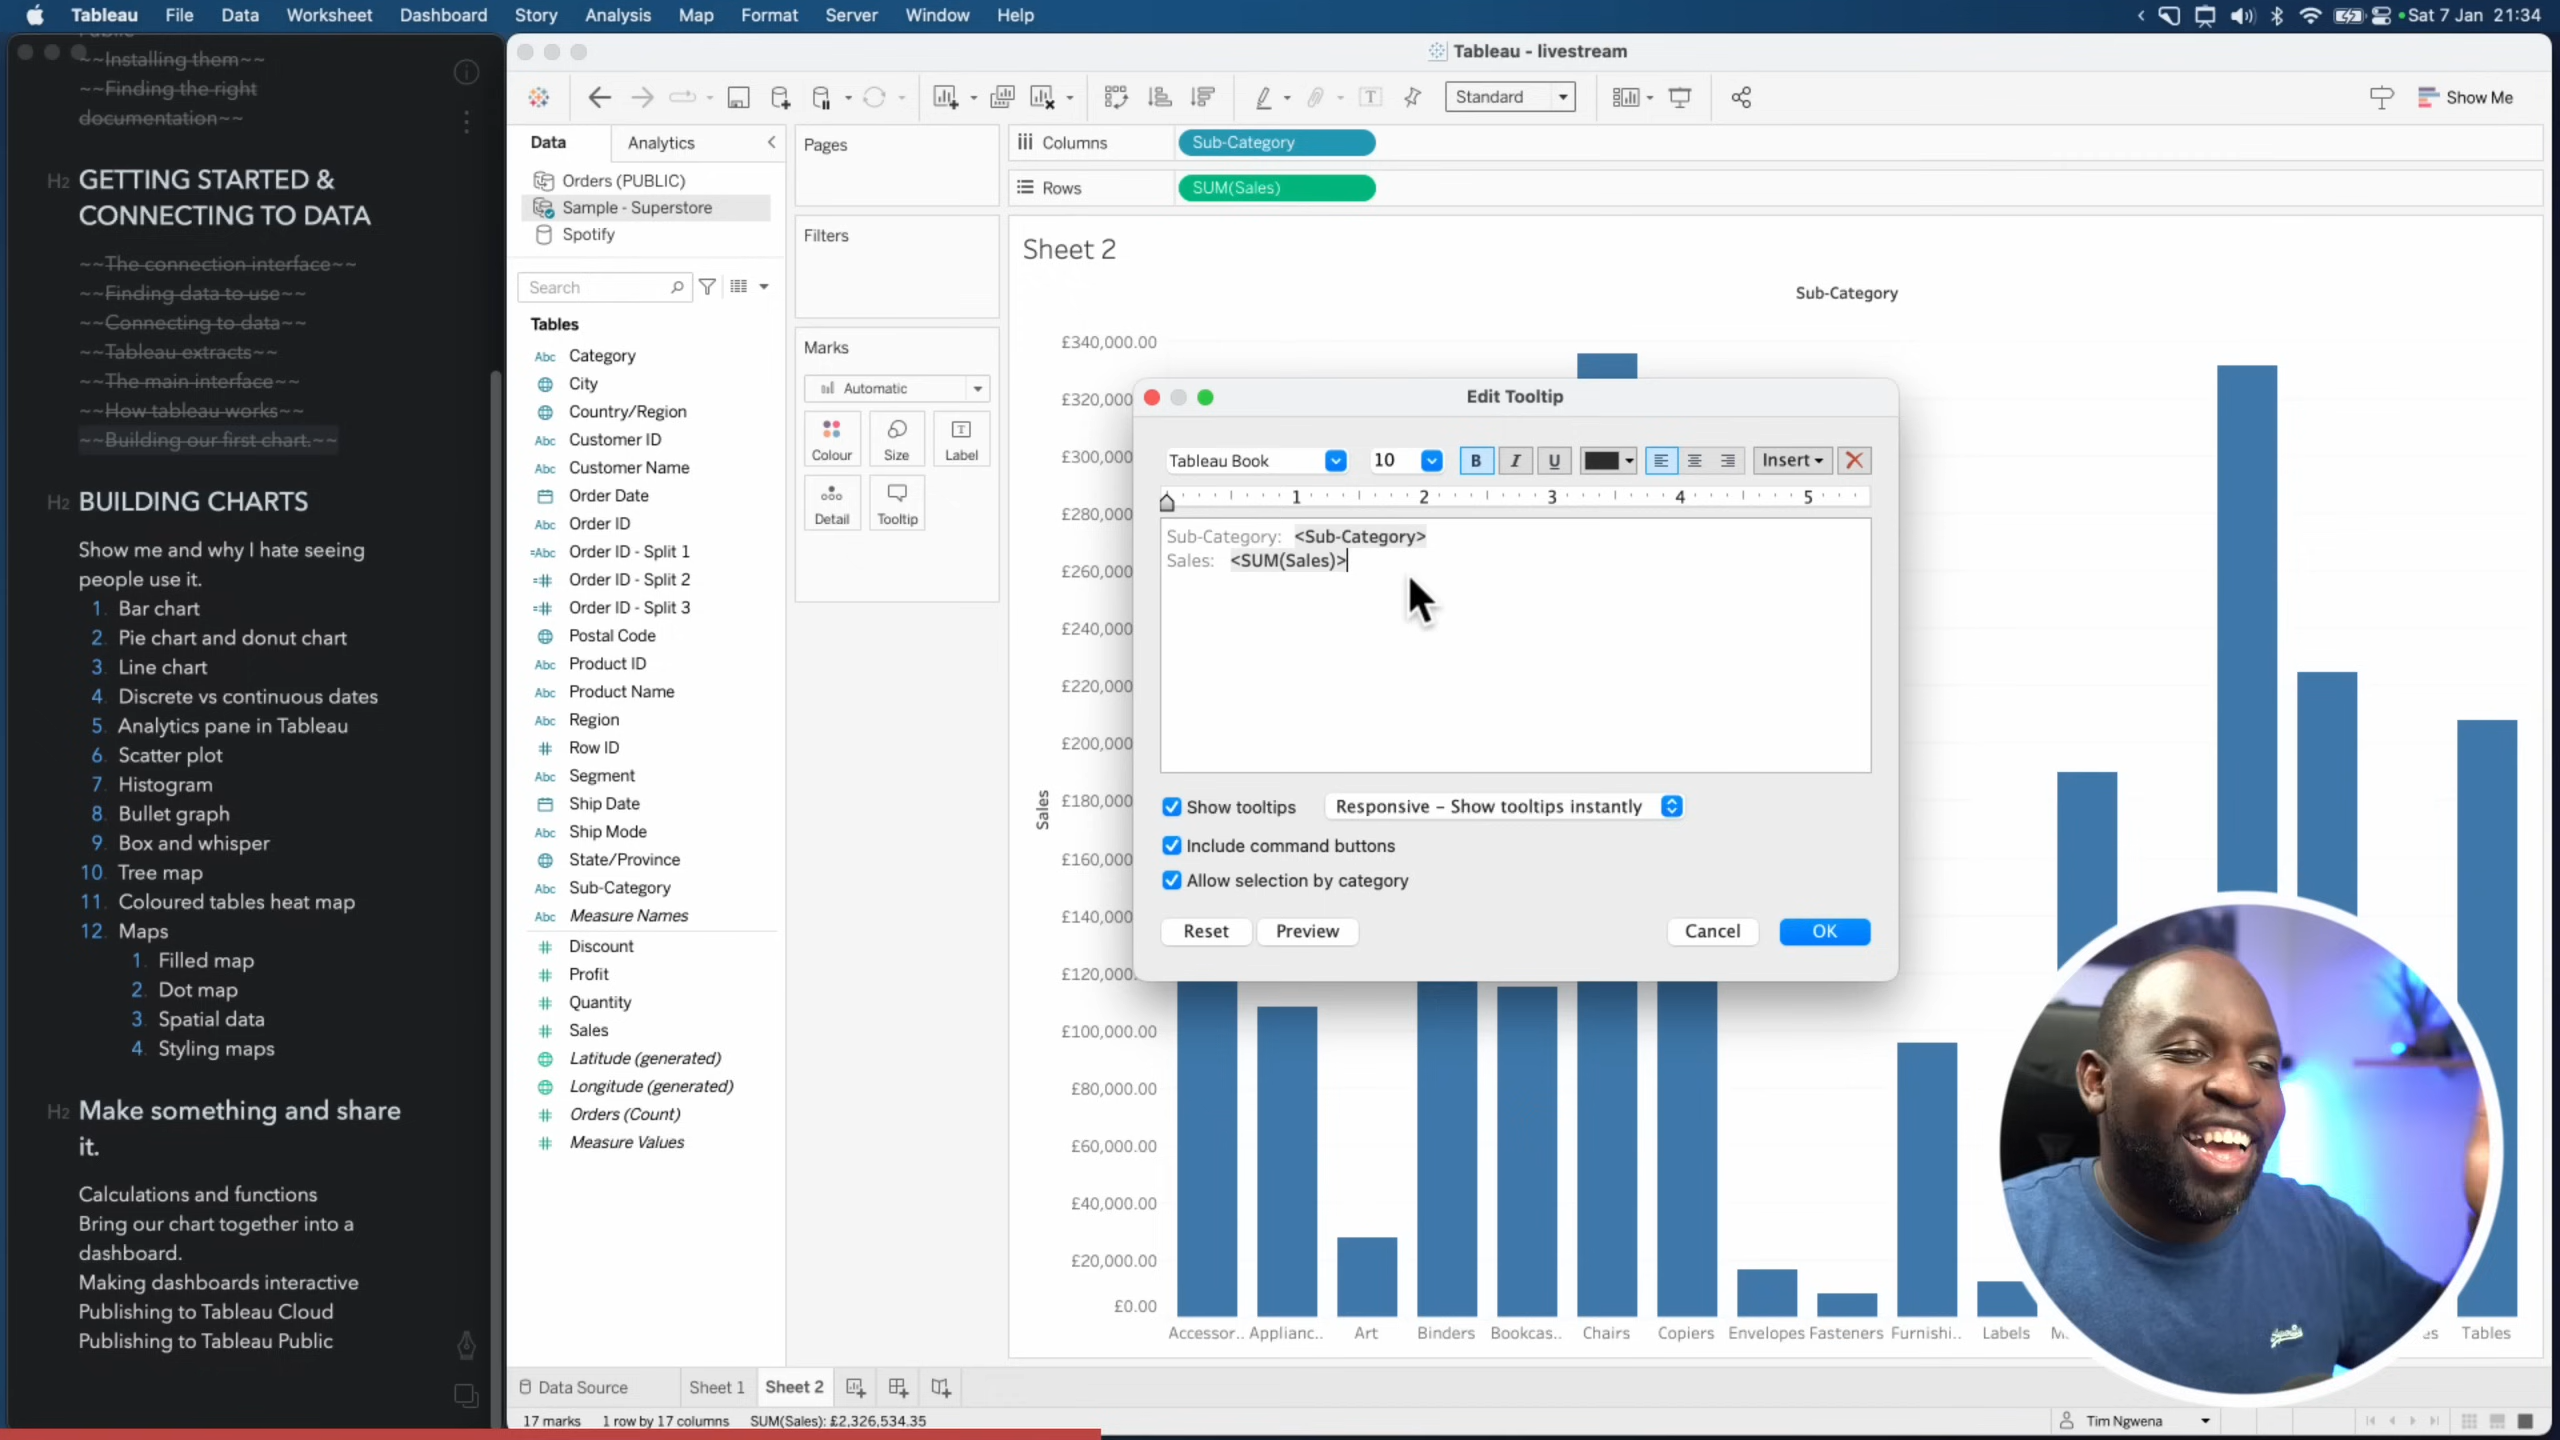 Tableau File Data Worksheet Dashboard Story Analysis Map Format Server Window Help
Sat 7 Jan 21:34
~~Installing them~~
~~Finding the right
documentation~~
H2 GETTING STARTED &
CONNECTING TO DATA
~~The connection interface~~
~~Finding data to use~~
~~Connecting to data~~
~~Tableau extracts~~
~~The main interface~~
~~How tableau works~~
~~Building our first chart.~~
H2 BUILDING CHARTS
Show me and why I hate seeing
people use it.
1. Bar chart
2. Pie chart and donut chart
3. Line chart
4. Discrete vs continuous dates
5. Analytics pane in Tableau
6. Scatter plot
7. Histogram
8. Bullet graph
9. Box and whisper
10. Tree map
11. Coloured tables heat map
12. Maps
1. Filled map
2. Dot map
3. Spatial data
4. Styling maps
H2 Make something and share
it.
Calculations and functions
Bring our chart together into a
dashboard.
Making dashboards interactive
Publishing to Tableau Cloud
Publishing to Tableau Public
Tableau - livestream
Standard
Show Me
Data Analytics
Orders (PUBLIC)
Sample - Superstore
Spotify
Search
Tables
Abc Category
City
Country/Region
Abc Customer ID
Abc Customer Name
Order Date
Abc Order ID
=Abc Order ID - Split 1
=# Order ID - Split 2
=# Order ID - Split 3
Postal Code
Abc Product ID
Abc Product Name
Abc Region
# Row ID
Abc Segment
Ship Date
Abc Ship Mode
State/Province
Abc Sub-Category
Abc Measure Names
# Discount
# Profit
# Quantity
# Sales
Latitude (generated)
Longitude (generated)
# Orders (Count)
# Measure Values
Pages
Filters
Marks
Automatic
Colour Size Label
Detail Tooltip
Columns Sub-Category
Rows SUM(Sales)
Sheet 2
Sub-Category
Sales
£340,000.00
£320,000
£300,000
£280,000
£260,000
£240,000
£220,000
£200,000
£180,000
£160,000
£140,000
£120,000
£100,000.00
£80,000.00
£60,000.00
£40,000.00
£20,000.00
£0.00
Accessor.. Applianc.. Art Binders Bookcas.. Chairs Copiers Envelopes Fasteners Furnishi.. Labels Tables
Edit Tooltip
Tableau Book 10 B I U Insert
1 2 3 4 5
Sub-Category: <Sub-Category>
Sales: <SUM(Sales)>
Show tooltips Responsive – Show tooltips instantly
Include command buttons
Allow selection by category
Reset Preview Cancel OK
Data Source Sheet 1 Sheet 2
17 marks 1 row by 17 columns SUM(Sales): £2,326,534.35
Tim Ngwena